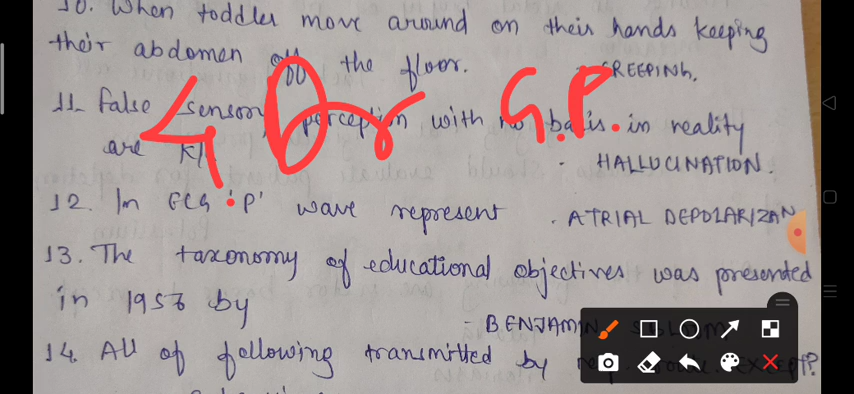 10. When toddler move around on their hands keeping
their abdomen off the floor. - CREEPING.
11. False sensory perception with no basis in reality
are K/
- HALLUCINATION.
12. In ECG 'P' wave represent - ATRIAL DEPOLARIZAN
13. The taxonomy of educational objectives was presented
in 1956 by
- BENJAMIN
14. All of following transmitted by EXCEPT?
Dr G.P.